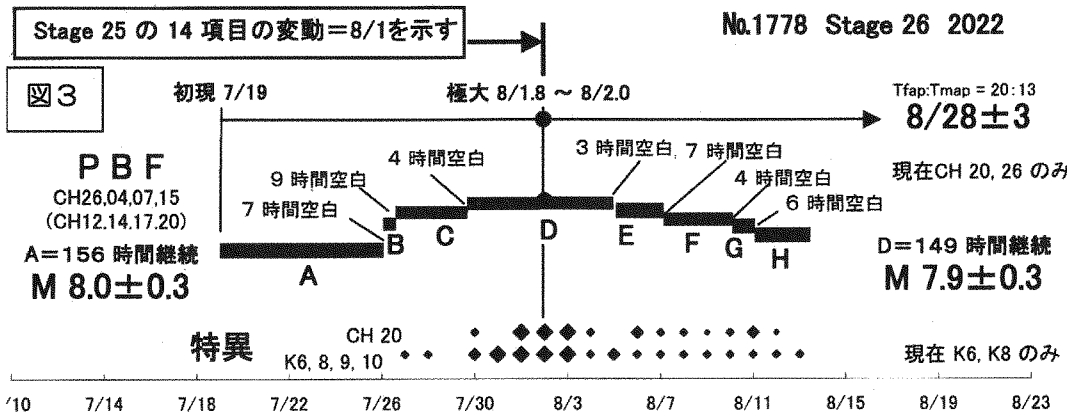 Stage 25 の 14 項目の変動=8/1を示す
No.1778 Stage 26 2022
図3
初現 7/19
極大 8/1.8 ~ 8/2.0
Tfap:Tmap = 20:13
8/28±3
P B F
CH26,04,07,15
(CH12.14.17.20)
A=156 時間継続
M 8.0±0.3
7 時間空白
9 時間空白
4 時間空白
3 時間空白
7 時間空白
4 時間空白
6 時間空白
現在CH 20, 26 のみ
A
B
C
D
E
F
G
H
D=149 時間継続
M 7.9±0.3
特異
CH 20
K6, 8, 9, 10
現在 K6, K8 のみ
/10 7/14 7/18 7/22 7/26 7/30 8/3 8/7 8/11 8/15 8/19 8/23